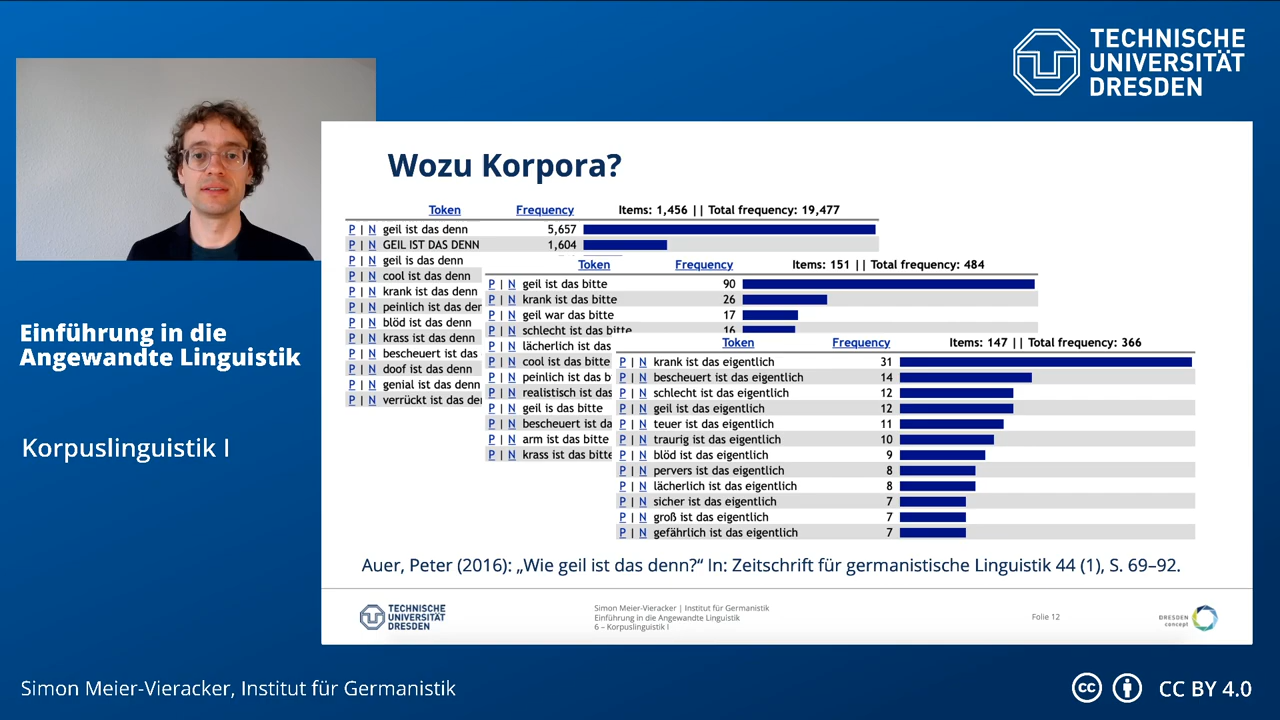 TECHNISCHE
UNIVERSITÄT
DRESDEN
Wozu Korpora?
Token Frequency Items: 1,456 || Total frequency: 19,477
P | N geil ist das denn 5,657
P | N GEIL IST DAS DENN 1,604
P | N geil is das denn
P | N cool ist das denn
P | N krank ist das denn
P | N peinlich ist das der
P | N blöd ist das denn
P | N krass ist das denn
P | N bescheuert ist das
P | N doof ist das denn
P | N genial ist das denn
P | N verrückt ist das der
Token Frequency Items: 151 || Total frequency: 484
P | N geil ist das bitte 90
P | N krank ist das bitte 26
P | N geil war das bitte 17
P | N schlecht ist das bitte 16
P | N lächerlich ist das
P | N cool ist das bitte
P | N peinlich ist das b
P | N realistisch ist das
P | N geil is das bitte
P | N bescheuert ist da
P | N arm ist das bitte
P | N krass ist das bitte
Token Frequency Items: 147 || Total frequency: 366
P | N krank ist das eigentlich 31
P | N bescheuert ist das eigentlich 14
P | N schlecht ist das eigentlich 12
P | N geil ist das eigentlich 12
P | N teuer ist das eigentlich 11
P | N traurig ist das eigentlich 10
P | N blöd ist das eigentlich 9
P | N pervers ist das eigentlich 8
P | N lächerlich ist das eigentlich 8
P | N sicher ist das eigentlich 7
P | N groß ist das eigentlich 7
P | N gefährlich ist das eigentlich 7
Auer, Peter (2016): „Wie geil ist das denn?“ In: Zeitschrift für germanistische Linguistik 44 (1), S. 69–92.
TECHNISCHE
UNIVERSITÄT
DRESDEN
Simon Meier-Vieracker | Institut für Germanistik
Einführung in die Angewandte Linguistik
6 – Korpuslinguistik I
Folie 12
DRESDEN
concept
Einführung in die
Angewandte Linguistik
Korpuslinguistik I
Simon Meier-Vieracker, Institut für Germanistik
cc CC BY 4.0